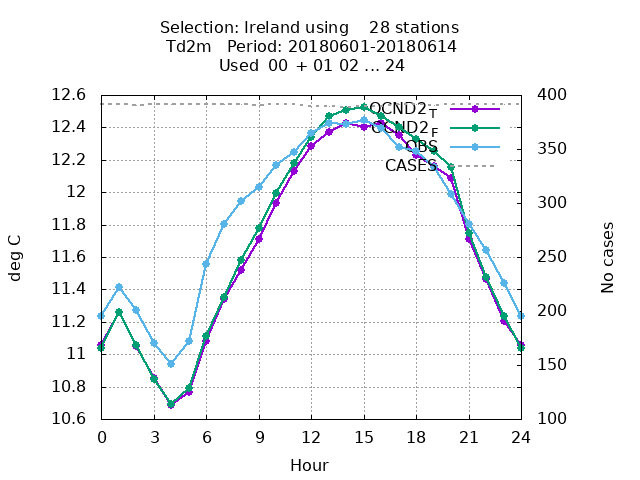 Selection: Ireland using 28 stations
Td2m Period: 20180601-20180614
Used 00 + 01 02 ... 24
12.6
12.4
12.2
12
11.8
11.6
11.4
11.2
11
10.8
10.6
deg C
400
350
300
250
200
150
100
No cases
OCND2 T
OCND2 F
OBS
CASES
0 3 6 9 12 15 18 21 24
Hour